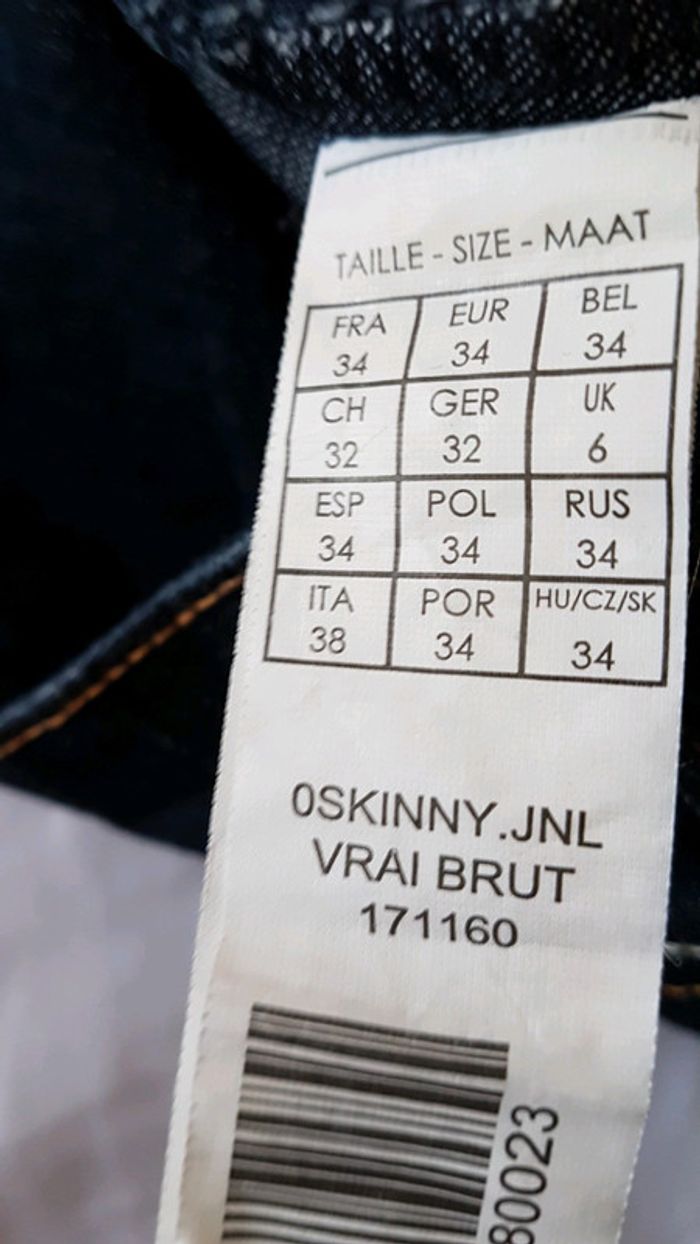 TAILLE - SIZE - MAAT
FRA EUR BEL
34 34 34
CH GER UK
32 32 6
ESP POL RUS
34 34 34
ITA POR HU/CZ/SK
38 34 34
0SKINNY.JNL
VRAI BRUT
171160
80023